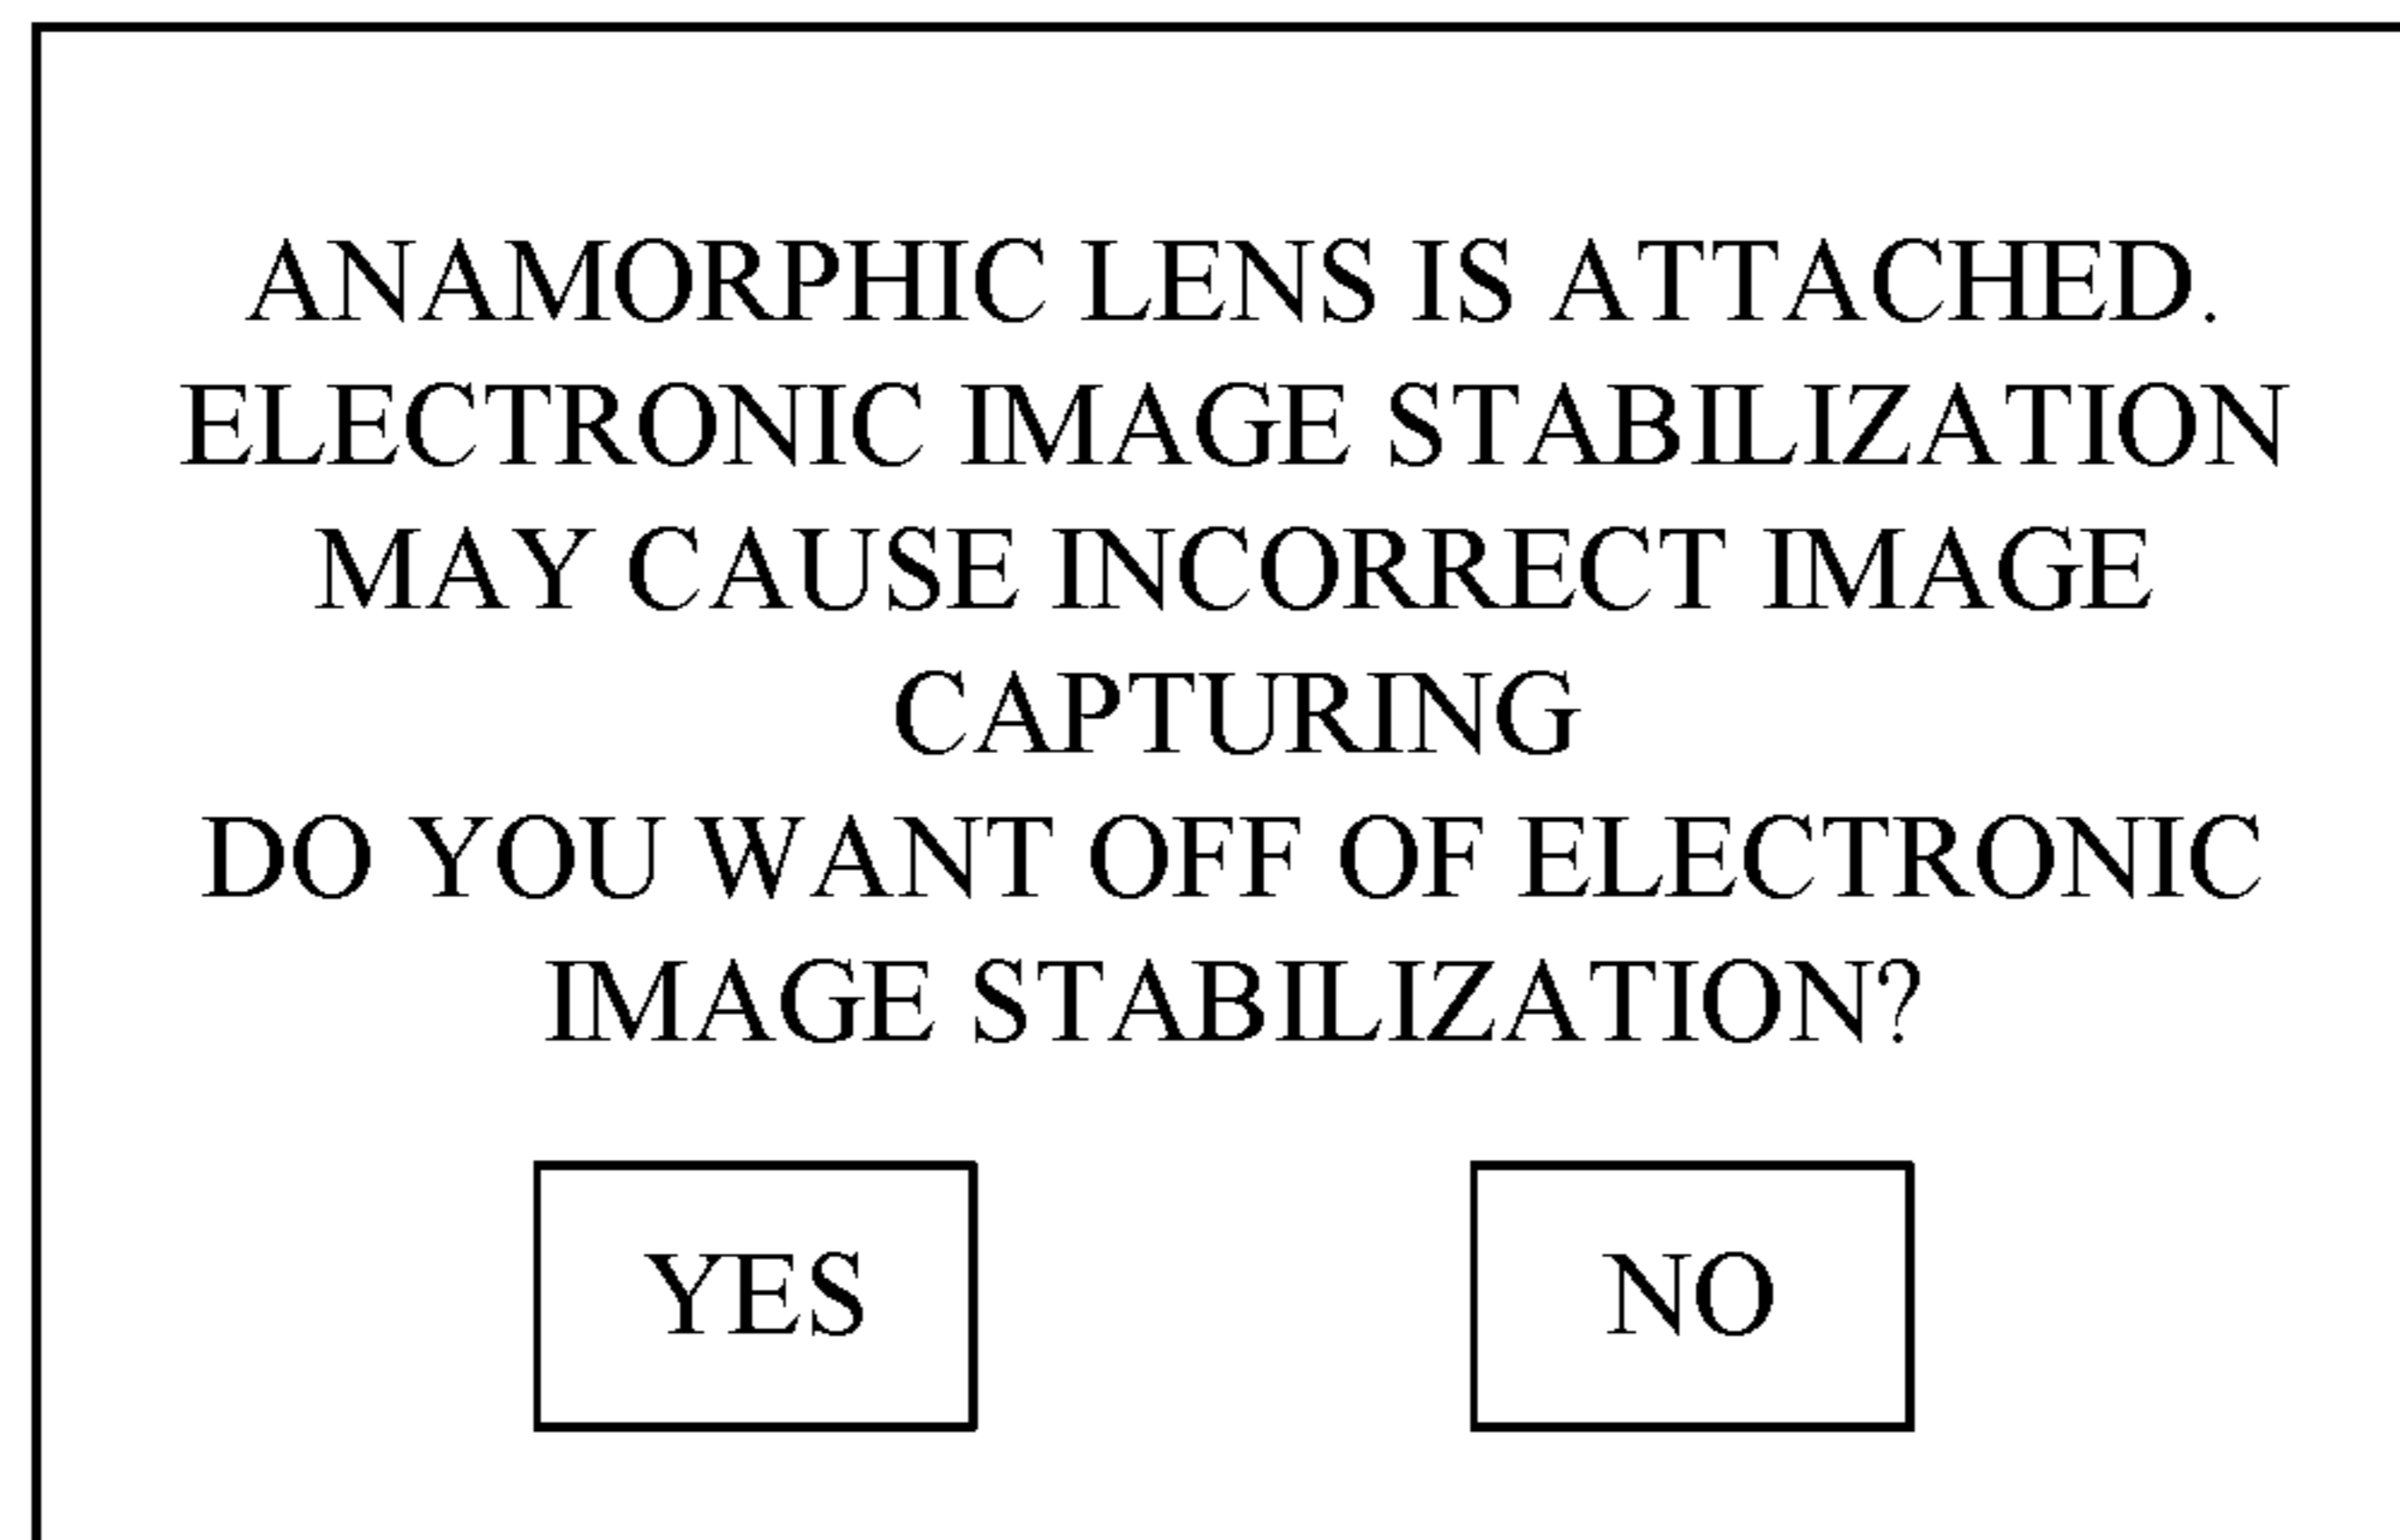 ANAMORPHIC LENS IS ATTACHED.
ELECTRONIC IMAGE STABILIZATION
MAY CAUSE INCORRECT IMAGE
CAPTURING
DO YOU WANT OFF OF ELECTRONIC
IMAGE STABILIZATION?
YES NO